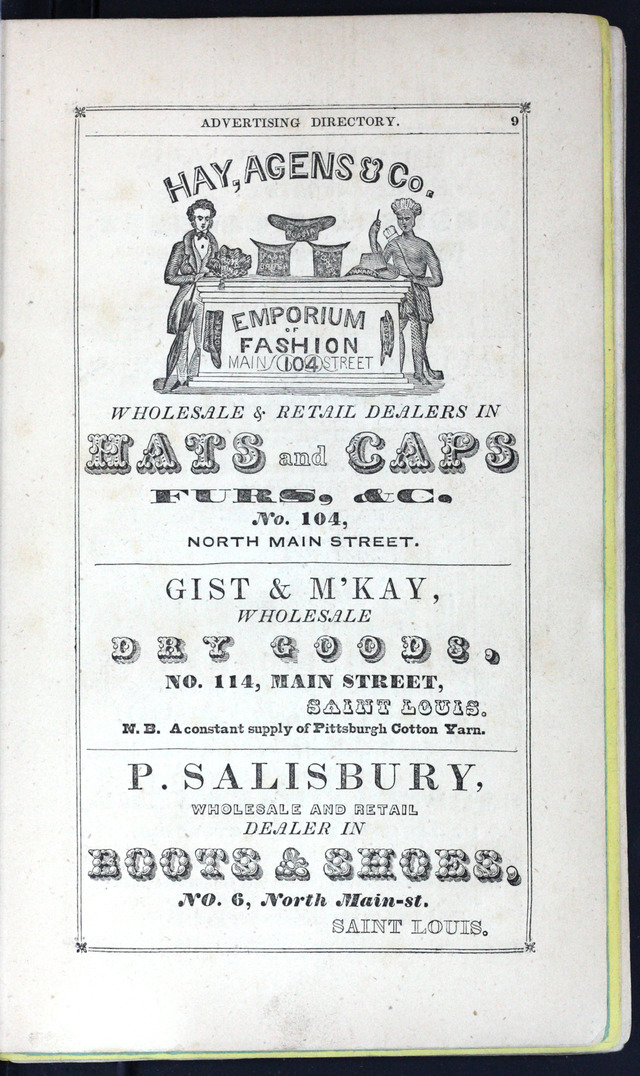 ADVERTISING DIRECTORY. 9
HAY, AGENS & Co.
EMPORIUM
OF
FASHION
MAIN 104 STREET
WHOLESALE & RETAIL DEALERS IN
HATS and CAPS
FURS, &C.
No. 104,
NORTH MAIN STREET.
GIST & M'KAY,
WHOLESALE
DRY GOODS,
NO. 114, MAIN STREET,
SAINT LOUIS.
N. B. A constant supply of Pittsburgh Cotton Yarn.
P. SALISBURY,
WHOLESALE AND RETAIL
DEALER IN
BOOTS & SHOES,
NO. 6, North Main-st.
SAINT LOUIS.